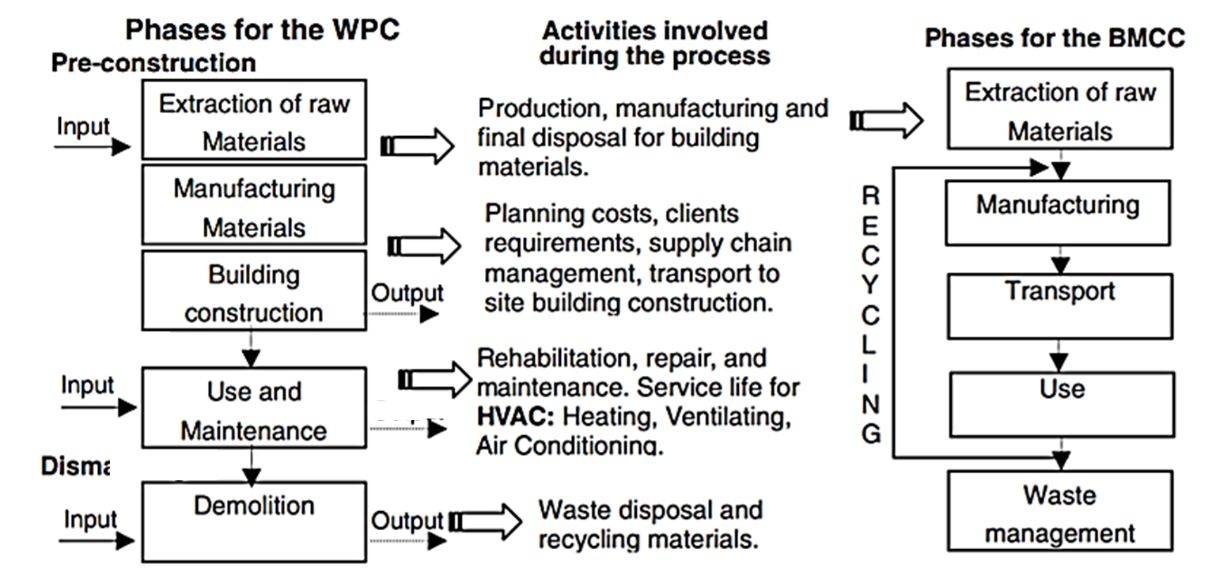 Phases for the WPC
Pre-construction
Input
Extraction of raw
Materials
Manufacturing
Materials
Building
construction
Output
Input
Use and
Maintenance
Input
Demolition
Output
Activities involved
during the process
Production, manufacturing and
final disposal for building
materials.
Planning costs, clients
requirements, supply chain
management, transport to
site building construction.
Rehabilitation, repair, and
maintenance. Service life for
HVAC: Heating, Ventilating,
Air Conditioning.
Waste disposal and
recycling materials.
Phases for the BMCC
Extraction of raw
Materials
Manufacturing
Transport
Use
Waste
management
RECYCLING